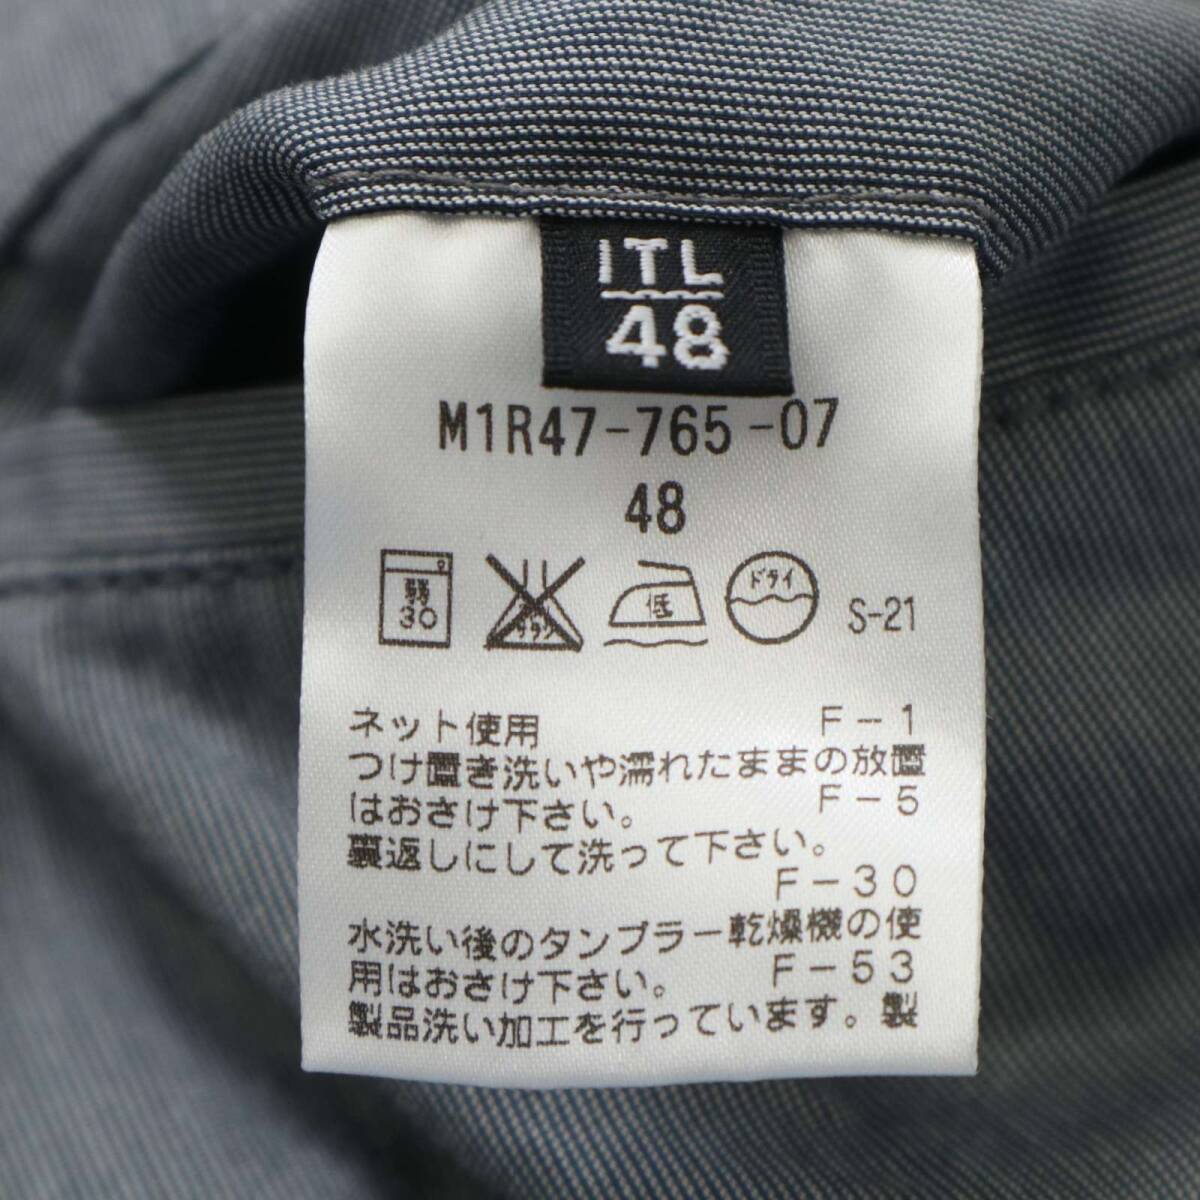 ITL
48
M1R47-765-07
48
弱
30
エンソ
サラシ
低
ドライ
S-21
ネット使用 F-1
つけ置き洗いや濡れたままの放置
はおさけ下さい。 F-5
裏返しにして洗って下さい。
F-30
水洗い後のタンブラー乾燥機の使
用はおさけ下さい。 F-53
製品洗い加工を行っています。製